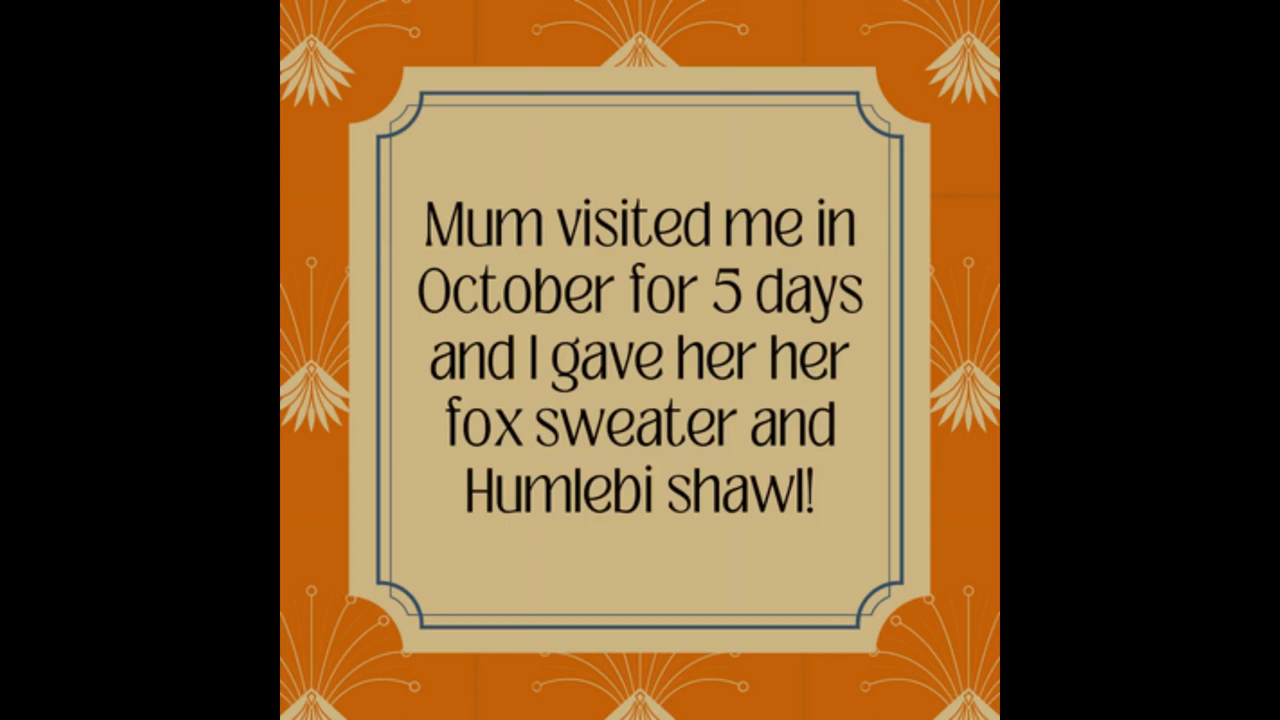 Mum visited me in
October for 5 days
and I gave her her
fox sweater and
Humlebi shawl!